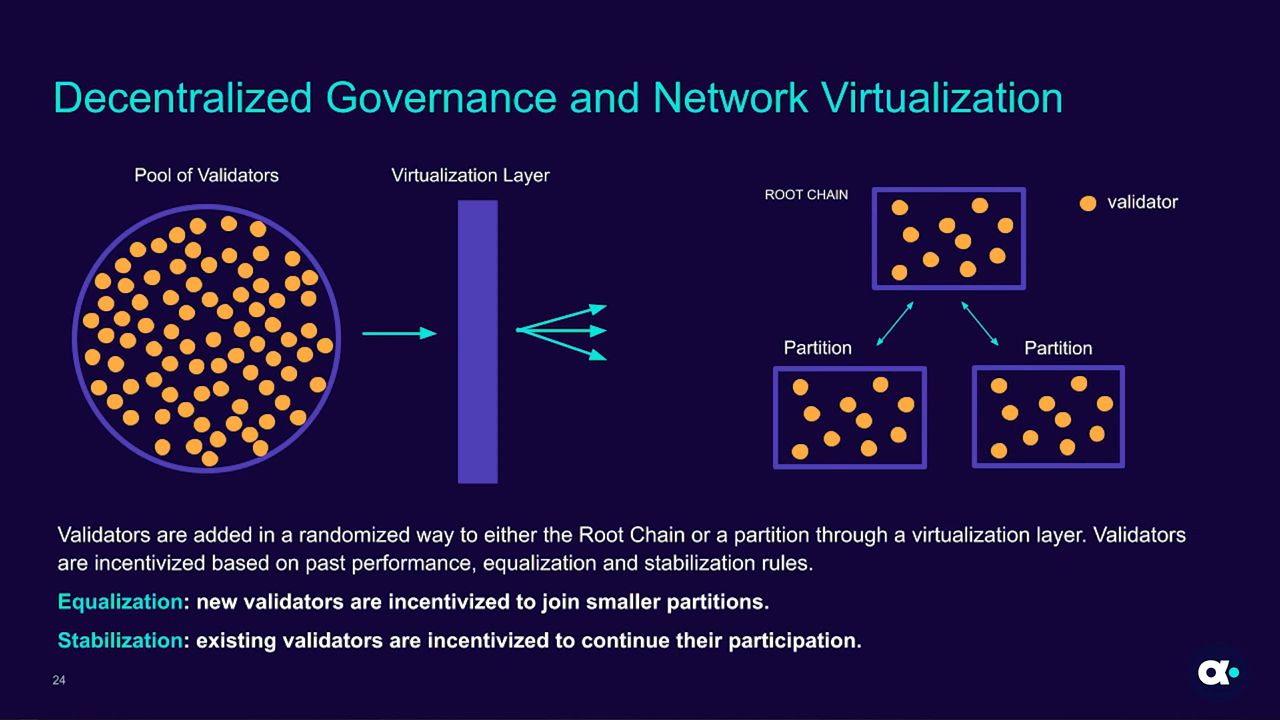 Decentralized Governance and Network Virtualization
Pool of Validators
Virtualization Layer
ROOT CHAIN
validator
Partition
Partition
Validators are added in a randomized way to either the Root Chain or a partition through a virtualization layer. Validators
are incentivized based on past performance, equalization and stabilization rules.
Equalization: new validators are incentivized to join smaller partitions.
Stabilization: existing validators are incentivized to continue their participation.
24
α